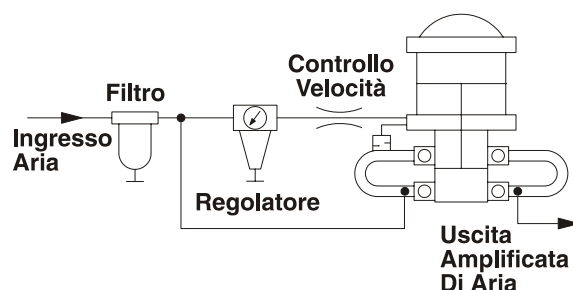 Ingresso
Aria
Filtro
Regolatore
Controllo
Velocità
Uscita
Amplificata
Di Aria